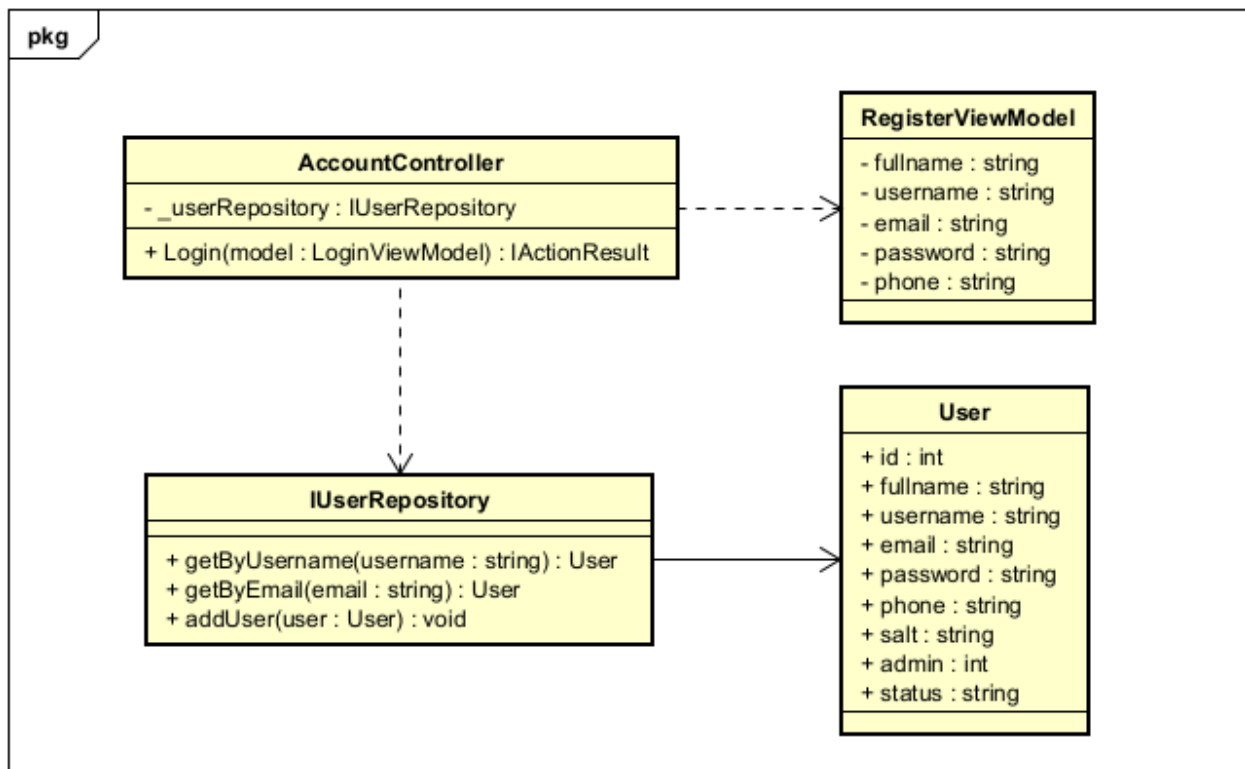 pkg
AccountController
- _userRepository : IUserRepository
+ Login(model : LoginViewModel) : IActionResult
RegisterViewModel
- fullname : string
- username : string
- email : string
- password : string
- phone : string
IUserRepository
+ getByUsername(username : string) : User
+ getByEmail(email : string) : User
+ addUser(user : User) : void
User
+ id : int
+ fullname : string
+ username : string
+ email : string
+ password : string
+ phone : string
+ salt : string
+ admin : int
+ status : string